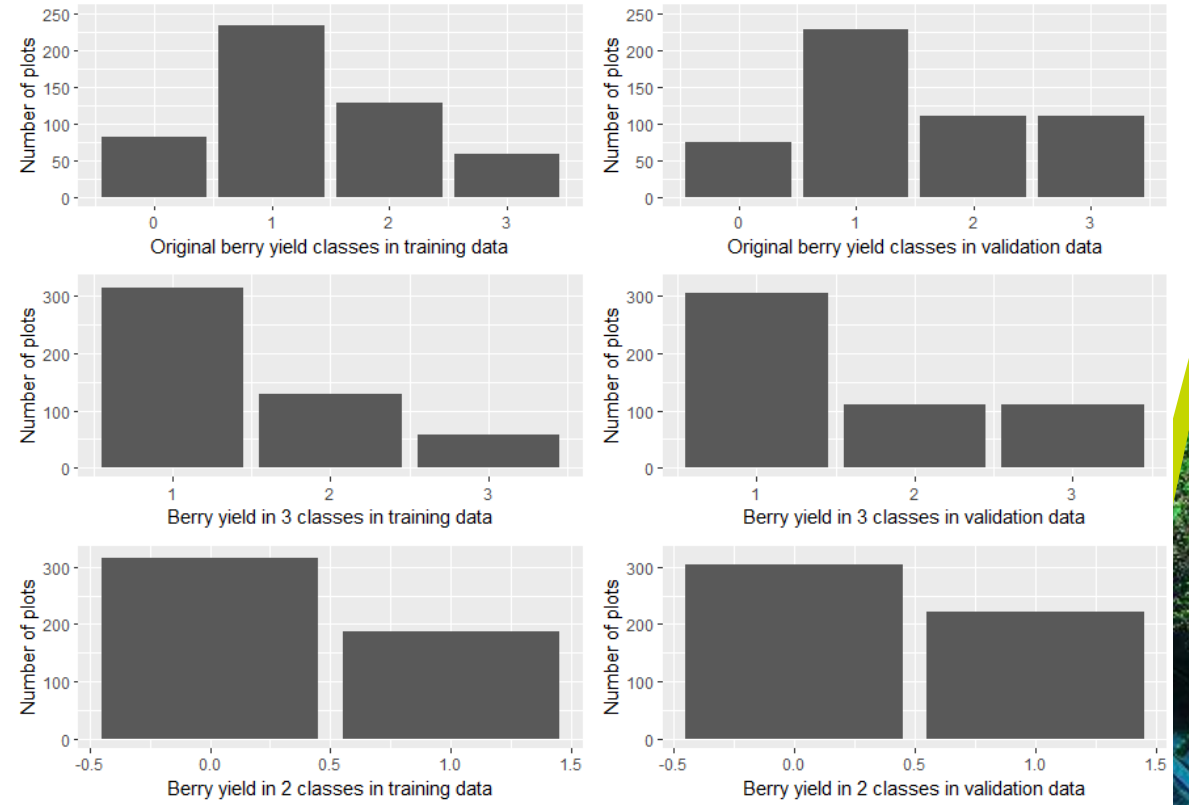 Number of plots
250
200
150
100
50
0
0 1 2 3
Original berry yield classes in training data
Number of plots
250
200
150
100
50
0
0 1 2 3
Original berry yield classes in validation data
Number of plots
300
200
100
0
1 2 3
Berry yield in 3 classes in training data
Number of plots
300
200
100
0
1 2 3
Berry yield in 3 classes in validation data
Number of plots
300
200
100
0
-0.5 0.0 0.5 1.0 1.5
Berry yield in 2 classes in training data
Number of plots
300
200
100
0
-0.5 0.0 0.5 1.0 1.5
Berry yield in 2 classes in validation data